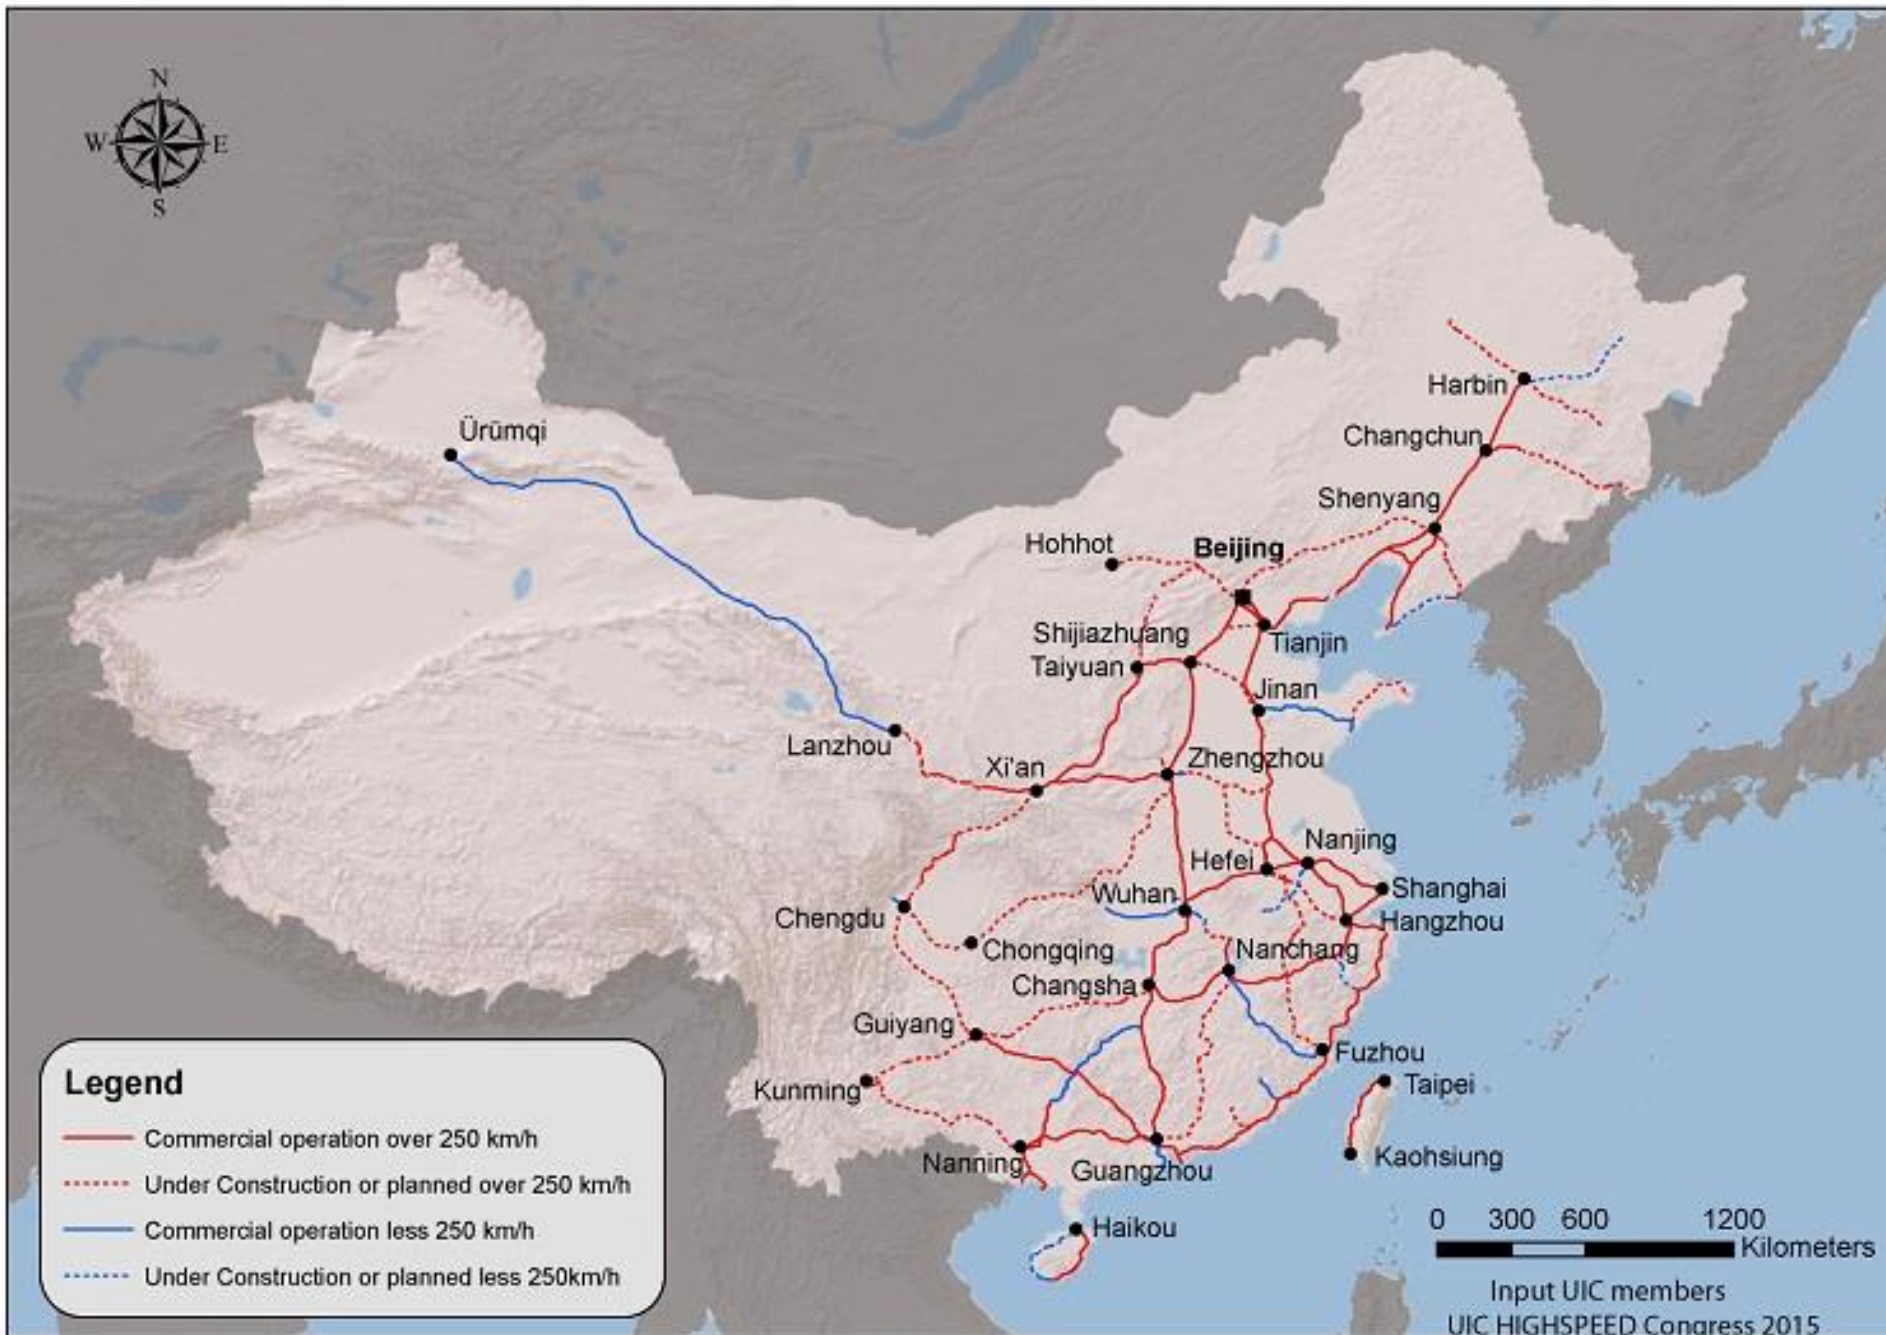 N
W
E
S
Ürümqi
Harbin
Changchun
Shenyang
Hohhot
Beijing
Shijiazhuang
Tianjin
Taiyuan
Jinan
Lanzhou
Xi'an
Zhengzhou
Nanjing
Hefei
Shanghai
Wuhan
Chengdu
Hangzhou
Chongqing
Nanchang
Changsha
Guiyang
Fuzhou
Kunming
Taipei
Nanning
Guangzhou
Kaohsiung
Haikou
Legend
Commercial operation over 250 km/h
Under Construction or planned over 250 km/h
Commercial operation less 250 km/h
Under Construction or planned less 250km/h
0 300 600 1200
Kilometers
Input UIC members
UIC HIGHSPEED Congress 2015